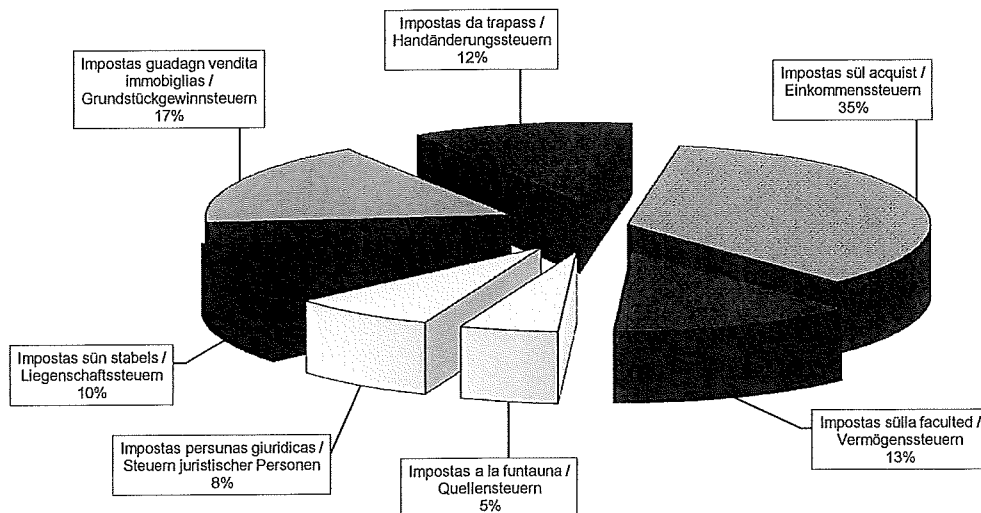 Impostas da trapass /
Handänderungssteuern
12%
Impostas guadagn vendita
immobiglias /
Grundstückgewinnsteuern
17%
Impostas sül acquist /
Einkommenssteuern
35%
Impostas sün stabels /
Liegenschaftssteuern
10%
Impostas persunas giuridicas /
Steuern juristischer Personen
8%
Impostas a la funtauna /
Quellensteuern
5%
Impostas sülla faculted /
Vermögenssteuern
13%